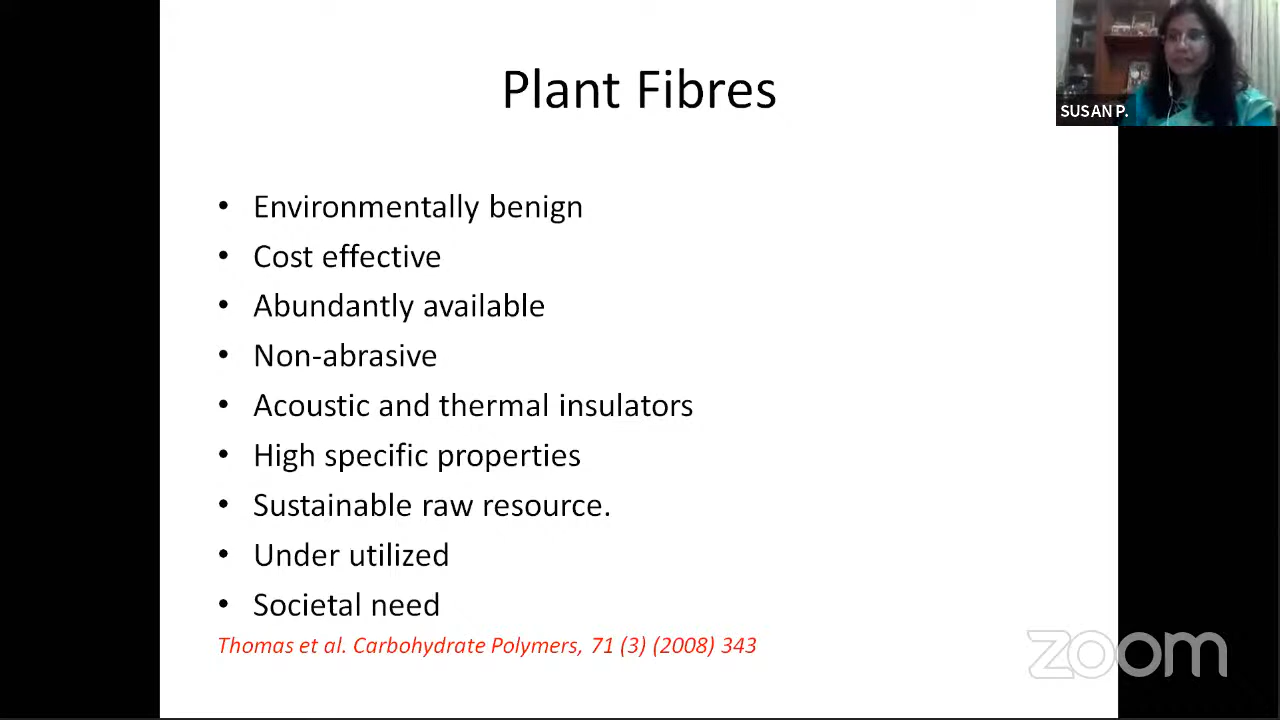 Plant Fibres
SUSAN P.
• Environmentally benign
• Cost effective
• Abundantly available
• Non-abrasive
• Acoustic and thermal insulators
• High specific properties
• Sustainable raw resource.
• Under utilized
• Societal need
Thomas et al. Carbohydrate Polymers, 71 (3) (2008) 343
zoom